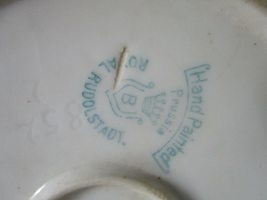 ROYAL RUDOLSTADT.
B
Prussia
Hand Painted